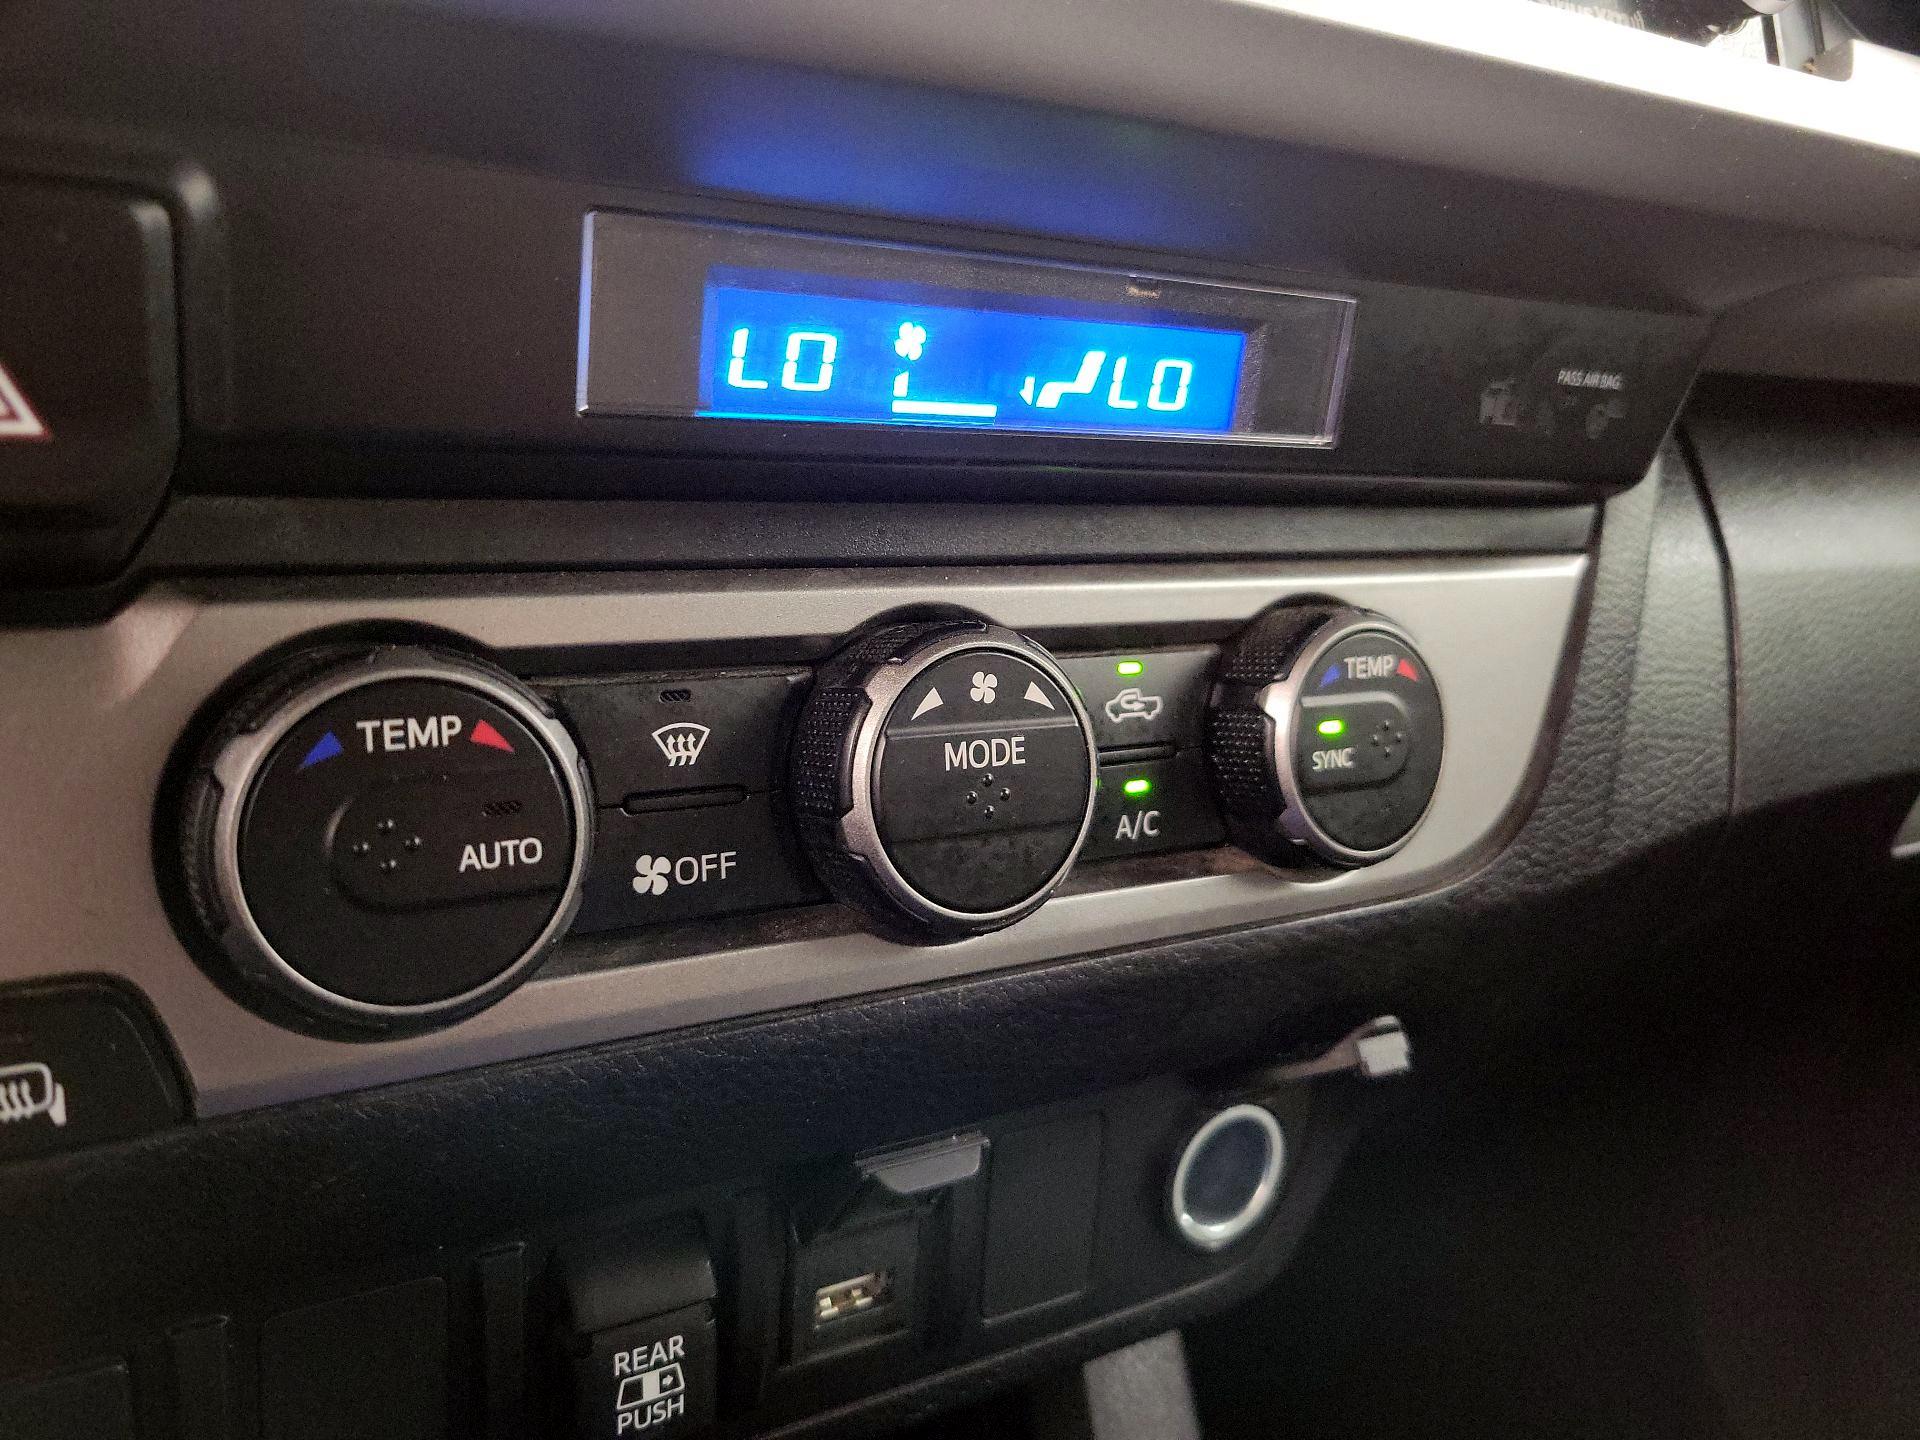 LO LO
PASS AIR BAG
TEMP
AUTO
OFF
MODE
A/C
TEMP
SYNC
REAR
PUSH